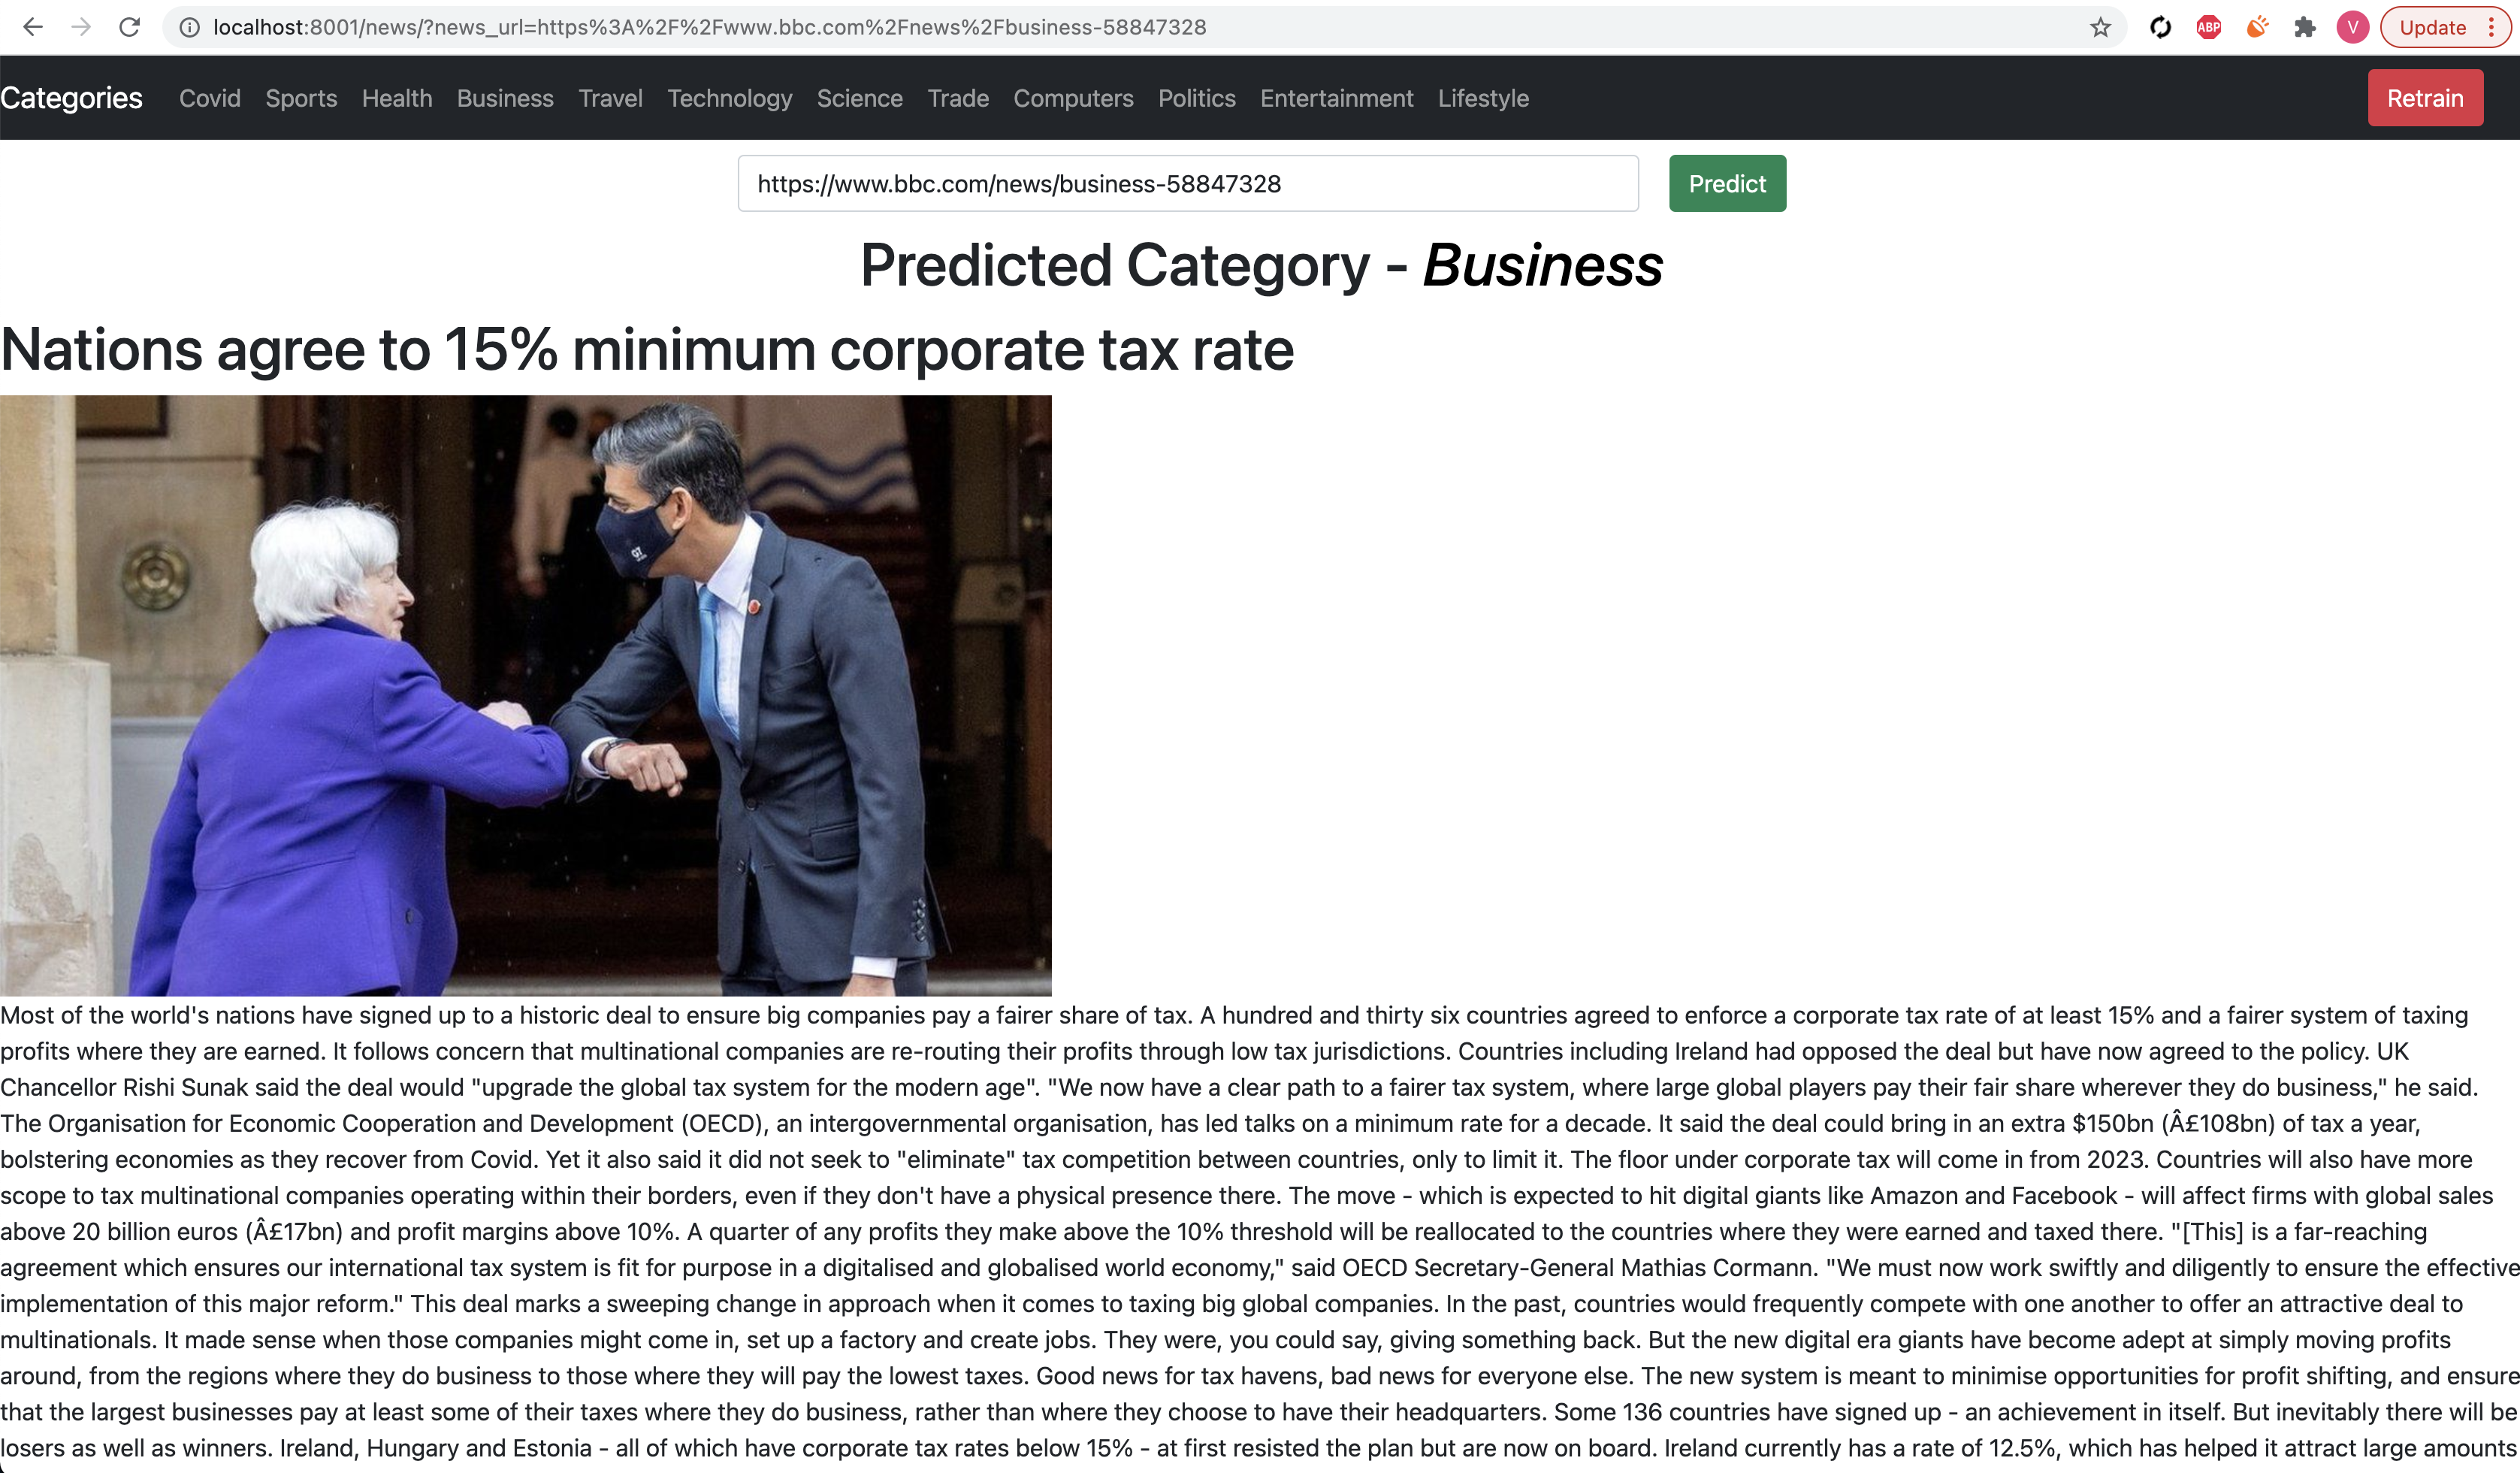 localhost:8001/news/?news_url=https%3A%2F%2Fwww.bbc.com%2Fnews%2Fbusiness-58847328
ABP
V
Update
Categories Covid Sports Health Business Travel Technology Science Trade Computers Politics Entertainment Lifestyle Retrain
https://www.bbc.com/news/business-58847328 Predict
Predicted Category - Business
Nations agree to 15% minimum corporate tax rate
G7
Most of the world's nations have signed up to a historic deal to ensure big companies pay a fairer share of tax. A hundred and thirty six countries agreed to enforce a corporate tax rate of at least 15% and a fairer system of taxing
profits where they are earned. It follows concern that multinational companies are re-routing their profits through low tax jurisdictions. Countries including Ireland had opposed the deal but have now agreed to the policy. UK
Chancellor Rishi Sunak said the deal would "upgrade the global tax system for the modern age". "We now have a clear path to a fairer tax system, where large global players pay their fair share wherever they do business," he said.
The Organisation for Economic Cooperation and Development (OECD), an intergovernmental organisation, has led talks on a minimum rate for a decade. It said the deal could bring in an extra $150bn (Â£108bn) of tax a year,
bolstering economies as they recover from Covid. Yet it also said it did not seek to "eliminate" tax competition between countries, only to limit it. The floor under corporate tax will come in from 2023. Countries will also have more
scope to tax multinational companies operating within their borders, even if they don't have a physical presence there. The move - which is expected to hit digital giants like Amazon and Facebook - will affect firms with global sales
above 20 billion euros (Â£17bn) and profit margins above 10%. A quarter of any profits they make above the 10% threshold will be reallocated to the countries where they were earned and taxed there. "[This] is a far-reaching
agreement which ensures our international tax system is fit for purpose in a digitalised and globalised world economy," said OECD Secretary-General Mathias Cormann. "We must now work swiftly and diligently to ensure the effective
implementation of this major reform." This deal marks a sweeping change in approach when it comes to taxing big global companies. In the past, countries would frequently compete with one another to offer an attractive deal to
multinationals. It made sense when those companies might come in, set up a factory and create jobs. They were, you could say, giving something back. But the new digital era giants have become adept at simply moving profits
around, from the regions where they do business to those where they will pay the lowest taxes. Good news for tax havens, bad news for everyone else. The new system is meant to minimise opportunities for profit shifting, and ensure
that the largest businesses pay at least some of their taxes where they do business, rather than where they choose to have their headquarters. Some 136 countries have signed up - an achievement in itself. But inevitably there will be
losers as well as winners. Ireland, Hungary and Estonia - all of which have corporate tax rates below 15% - at first resisted the plan but are now on board. Ireland currently has a rate of 12.5%, which has helped it attract large amounts